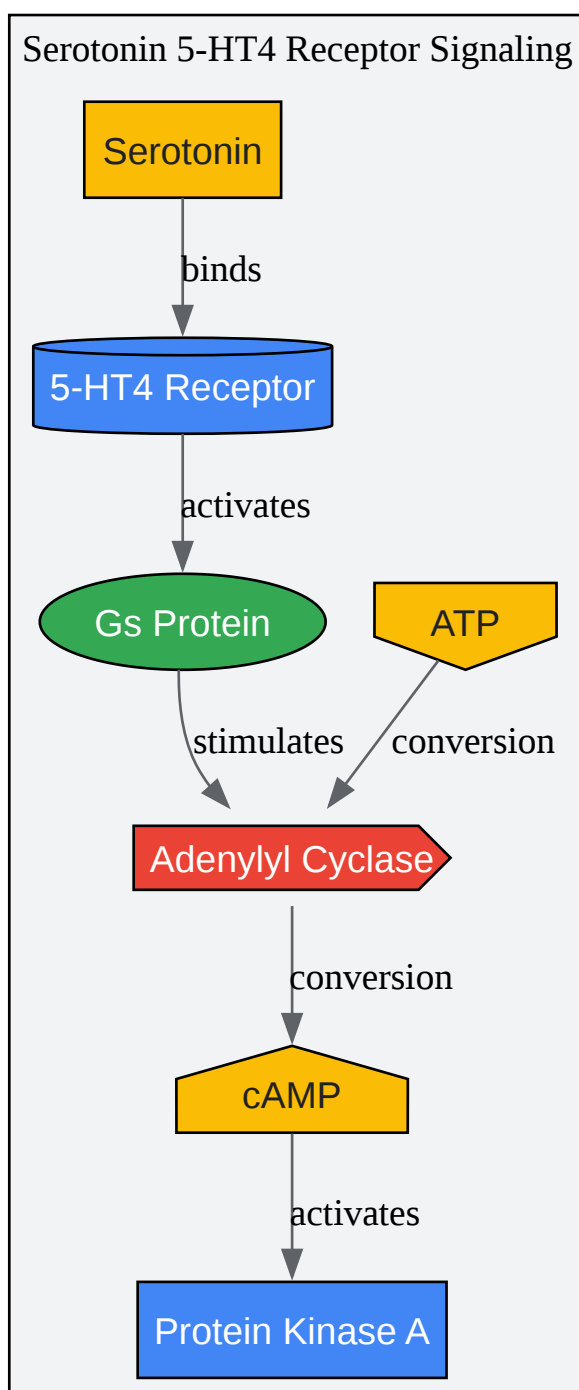 Serotonin 5-HT4 Receptor Signaling
Serotonin
binds
5-HT4 Receptor
activates
Gs Protein
ATP
stimulates
conversion
Adenylyl Cyclase
conversion
cAMP
activates
Protein Kinase A